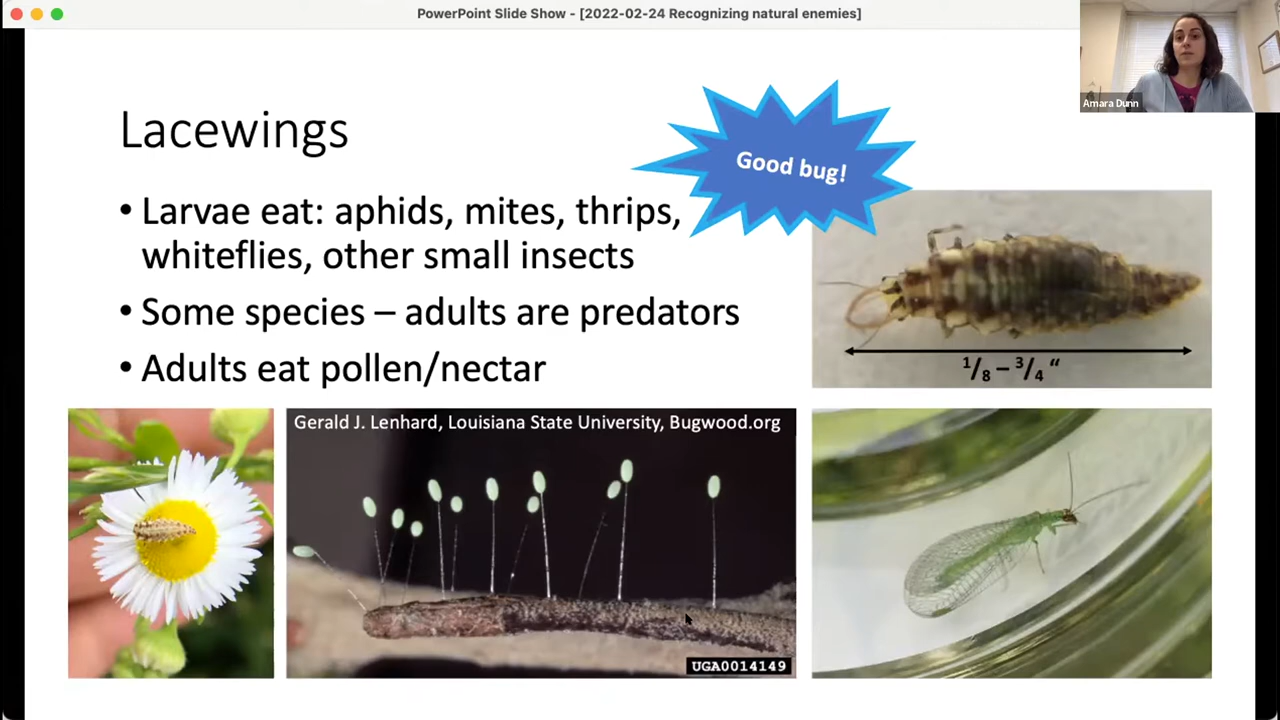 PowerPoint Slide Show - [2022-02-24 Recognizing natural enemies]
Amara Dunn
Lacewings
Good bug!
• Larvae eat: aphids, mites, thrips,
whiteflies, other small insects
• Some species – adults are predators
• Adults eat pollen/nectar
1/8 – 3/4 “
Gerald J. Lenhard, Louisiana State University, Bugwood.org
UGA0014149